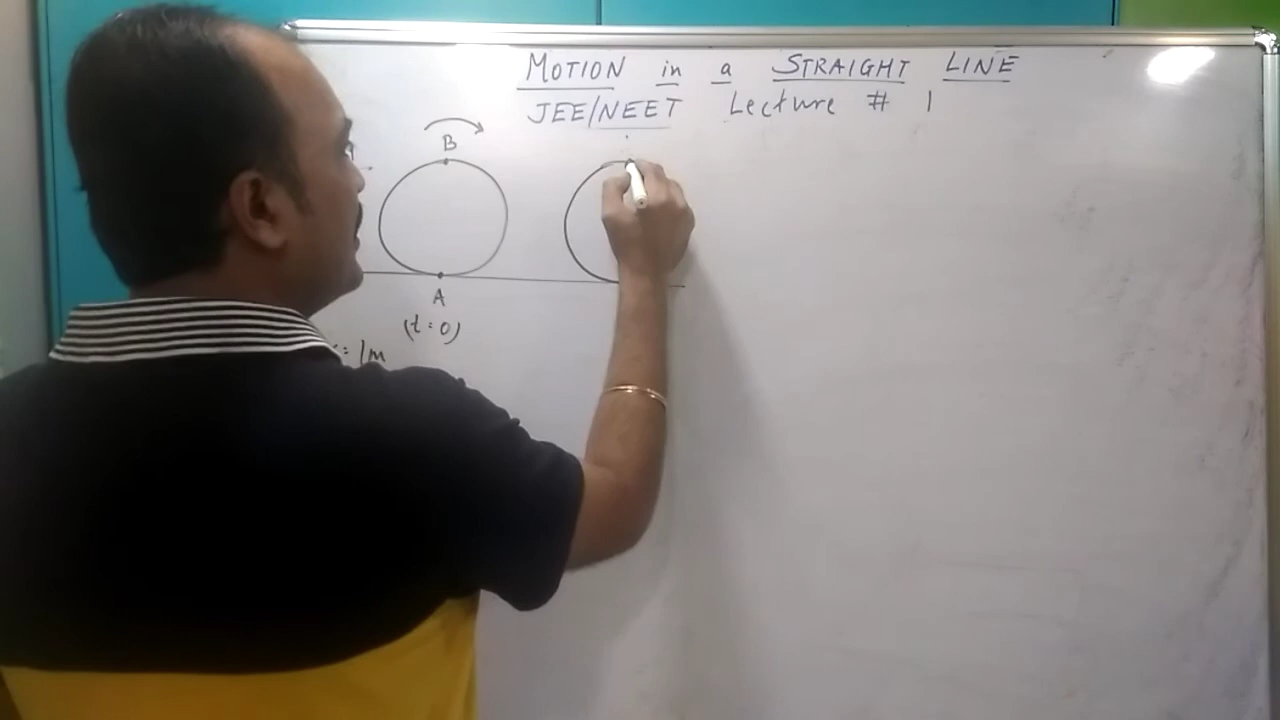 MOTION in a STRAIGHT LINE
JEE/NEET Lecture # 1
B
A
(t = 0)
= 1m